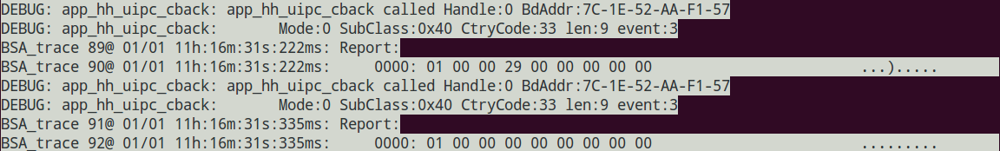 DEBUG: app_hh_uipc_cback: app_hh_uipc_cback called Handle:0 BdAddr:7C-1E-52-AA-F1-57
DEBUG: app_hh_uipc_cback:       Mode:0 SubClass:0x40 CtryCode:33 len:9 event:3
BSA_trace 89@ 01/01 11h:16m:31s:222ms: Report:
BSA_trace 90@ 01/01 11h:16m:31s:222ms:     0000: 01 00 00 29 00 00 00 00 00                         ...).....
DEBUG: app_hh_uipc_cback: app_hh_uipc_cback called Handle:0 BdAddr:7C-1E-52-AA-F1-57
DEBUG: app_hh_uipc_cback:       Mode:0 SubClass:0x40 CtryCode:33 len:9 event:3
BSA_trace 91@ 01/01 11h:16m:31s:335ms: Report:
BSA_trace 92@ 01/01 11h:16m:31s:335ms:     0000: 01 00 00 00 00 00 00 00 00                         .........